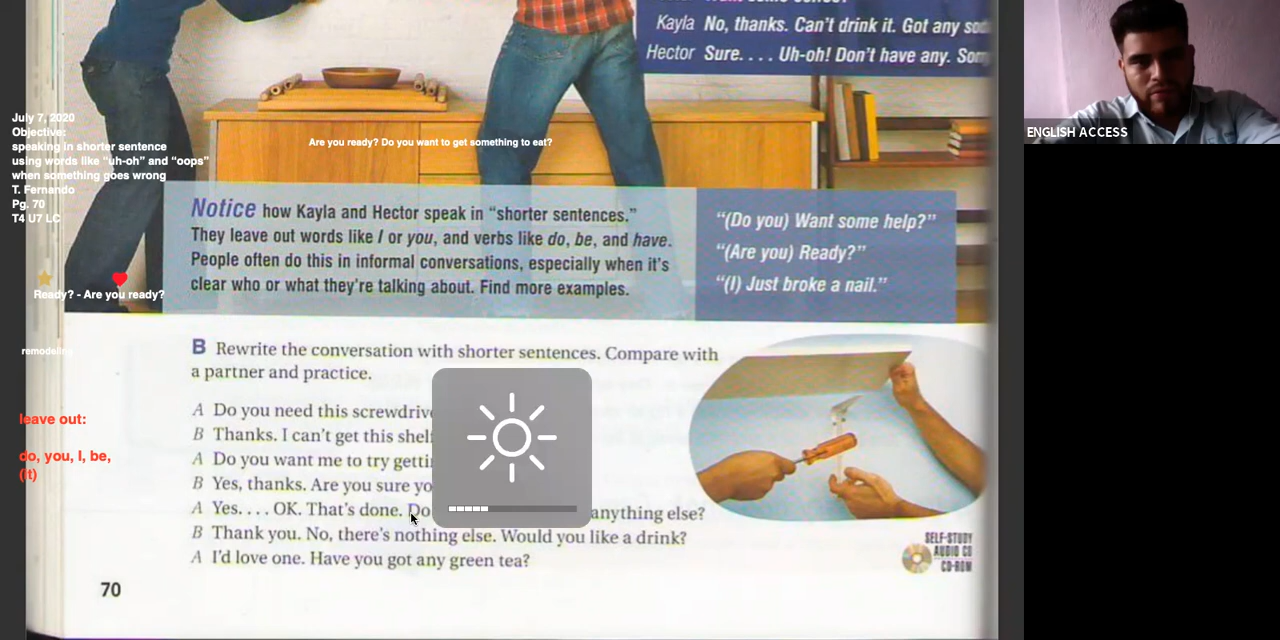 Kayla No, thanks. Can't drink it. Got any
Hector Sure. . . . Uh-oh! Don't have any.
ENGLISH ACCESS
July 7, 2020
Objective:
speaking in shorter sentence
using words like "uh-oh" and "oops"
when something goes wrong
T. Fernando
Pg. 70
T4 U7 LC
Are you ready? Do you want to get something to eat?
Notice how Kayla and Hector speak in "shorter sentences."
They leave out words like I or you, and verbs like do, be, and have.
People often do this in informal conversations, especially when it's
clear who or what they're talking about. Find more examples.
"(Do you) Want some help?"
"(Are you) Ready?"
"(I) Just broke a nail."
Ready? - Are you ready?
remodeling
leave out:
do, you, I, be,
(it)
B Rewrite the conversation with shorter sentences. Compare with
a partner and practice.
A Do you need this
B Thanks. I can't get this
A Do you want me to try
B Yes, thanks. Are you sure
A Yes. . . . OK. That's done. anything else?
B Thank you. No, there's nothing else. Would you like a drink?
A I'd love one. Have you got any green tea?
SELF-STUDY
AUDIO CD
CD-ROM
70